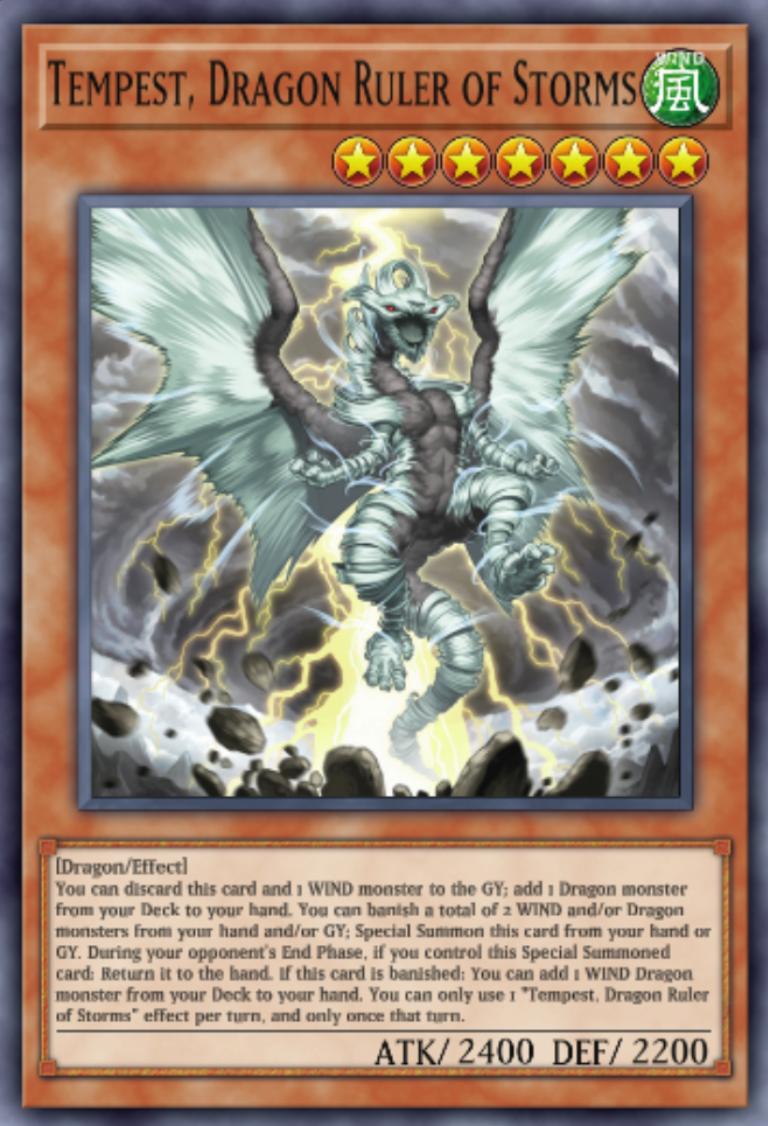 TEMPEST, DRAGON RULER OF STORMS
WIND
風
[Dragon/Effect]
You can discard this card and 1 WIND monster to the GY; add 1 Dragon monster
from your Deck to your hand. You can banish a total of 2 WIND and/or Dragon
monsters from your hand and/or GY; Special Summon this card from your hand or
GY. During your opponent's End Phase, if you control this Special Summoned
card: Return it to the hand. If this card is banished: You can add 1 WIND Dragon
monster from your Deck to your hand. You can only use 1 "Tempest, Dragon Ruler
of Storms" effect per turn, and only once that turn.
ATK/ 2400 DEF/ 2200